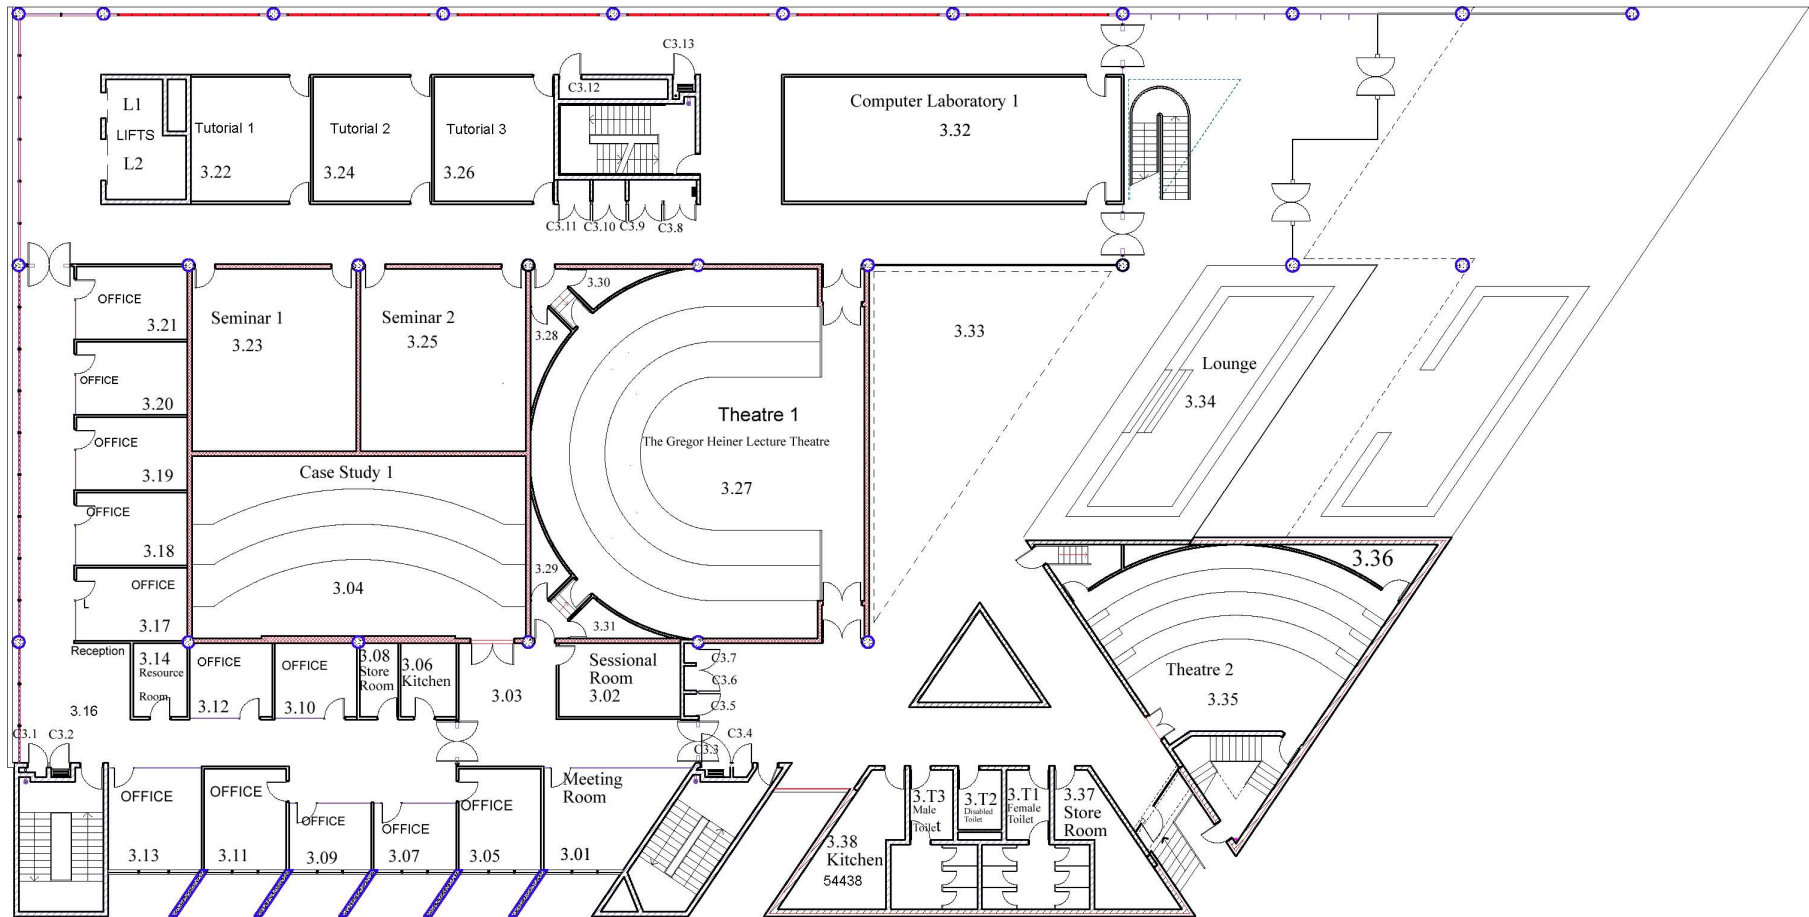 C3.13
C3.12
L1
LIFTS
L2
Tutorial 1
3.22
Tutorial 2
3.24
Tutorial 3
3.26
Computer Laboratory 1
3.32
C3.11
C3.10
C3.9
C3.8
OFFICE
3.21
Seminar 1
3.23
Seminar 2
3.25
3.30
3.28
3.33
Lounge
3.34
OFFICE
3.20
Theatre 1
The Gregor Heiner Lecture Theatre
3.27
OFFICE
3.19
Case Study 1
3.04
OFFICE
3.18
3.29
3.31
3.36
OFFICE
3.17
L
Reception
3.14
Resource
Room
OFFICE
3.12
OFFICE
3.10
3.08
Store
Room
3.06
Kitchen
3.03
Sessional
Room
3.02
C3.7
C3.6
C3.5
Theatre 2
3.35
3.16
C3.1
C3.2
C3.3
C3.4
OFFICE
3.13
OFFICE
3.11
OFFICE
3.09
OFFICE
3.07
OFFICE
3.05
Meeting
Room
3.01
3.38
Kitchen
54438
3.T3
Male
Toilet
t
3.T2
Disabled
Toilet
3.T1
Female
Toilet
3.37
Store
Room